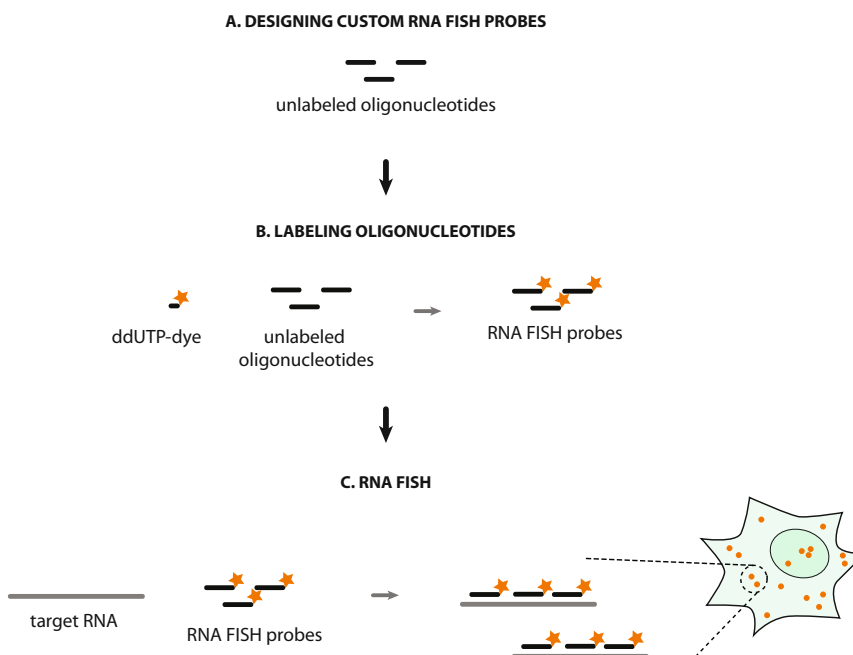 A. DESIGNING CUSTOM RNA FISH PROBES
unlabeled oligonucleotides
B. LABELING OLIGONUCLEOTIDES
ddUTP-dye
unlabeled
oligonucleotides
RNA FISH probes
C. RNA FISH
target RNA
RNA FISH probes